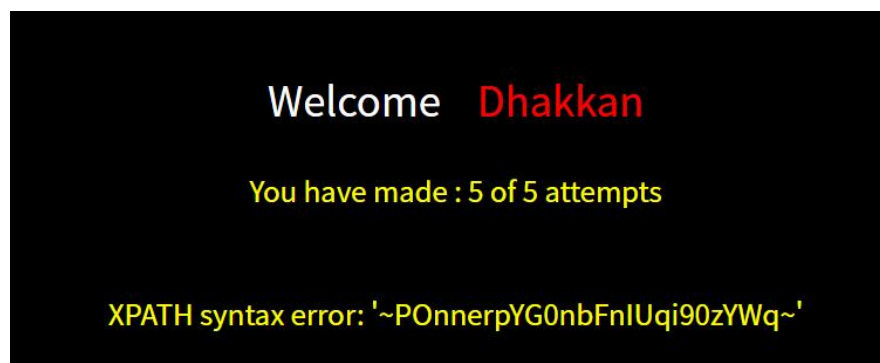 Welcome Dhakkan
You have made : 5 of 5 attempts
XPATH syntax error: '~POnnerpYG0nbFnIUqi90zYWq~'